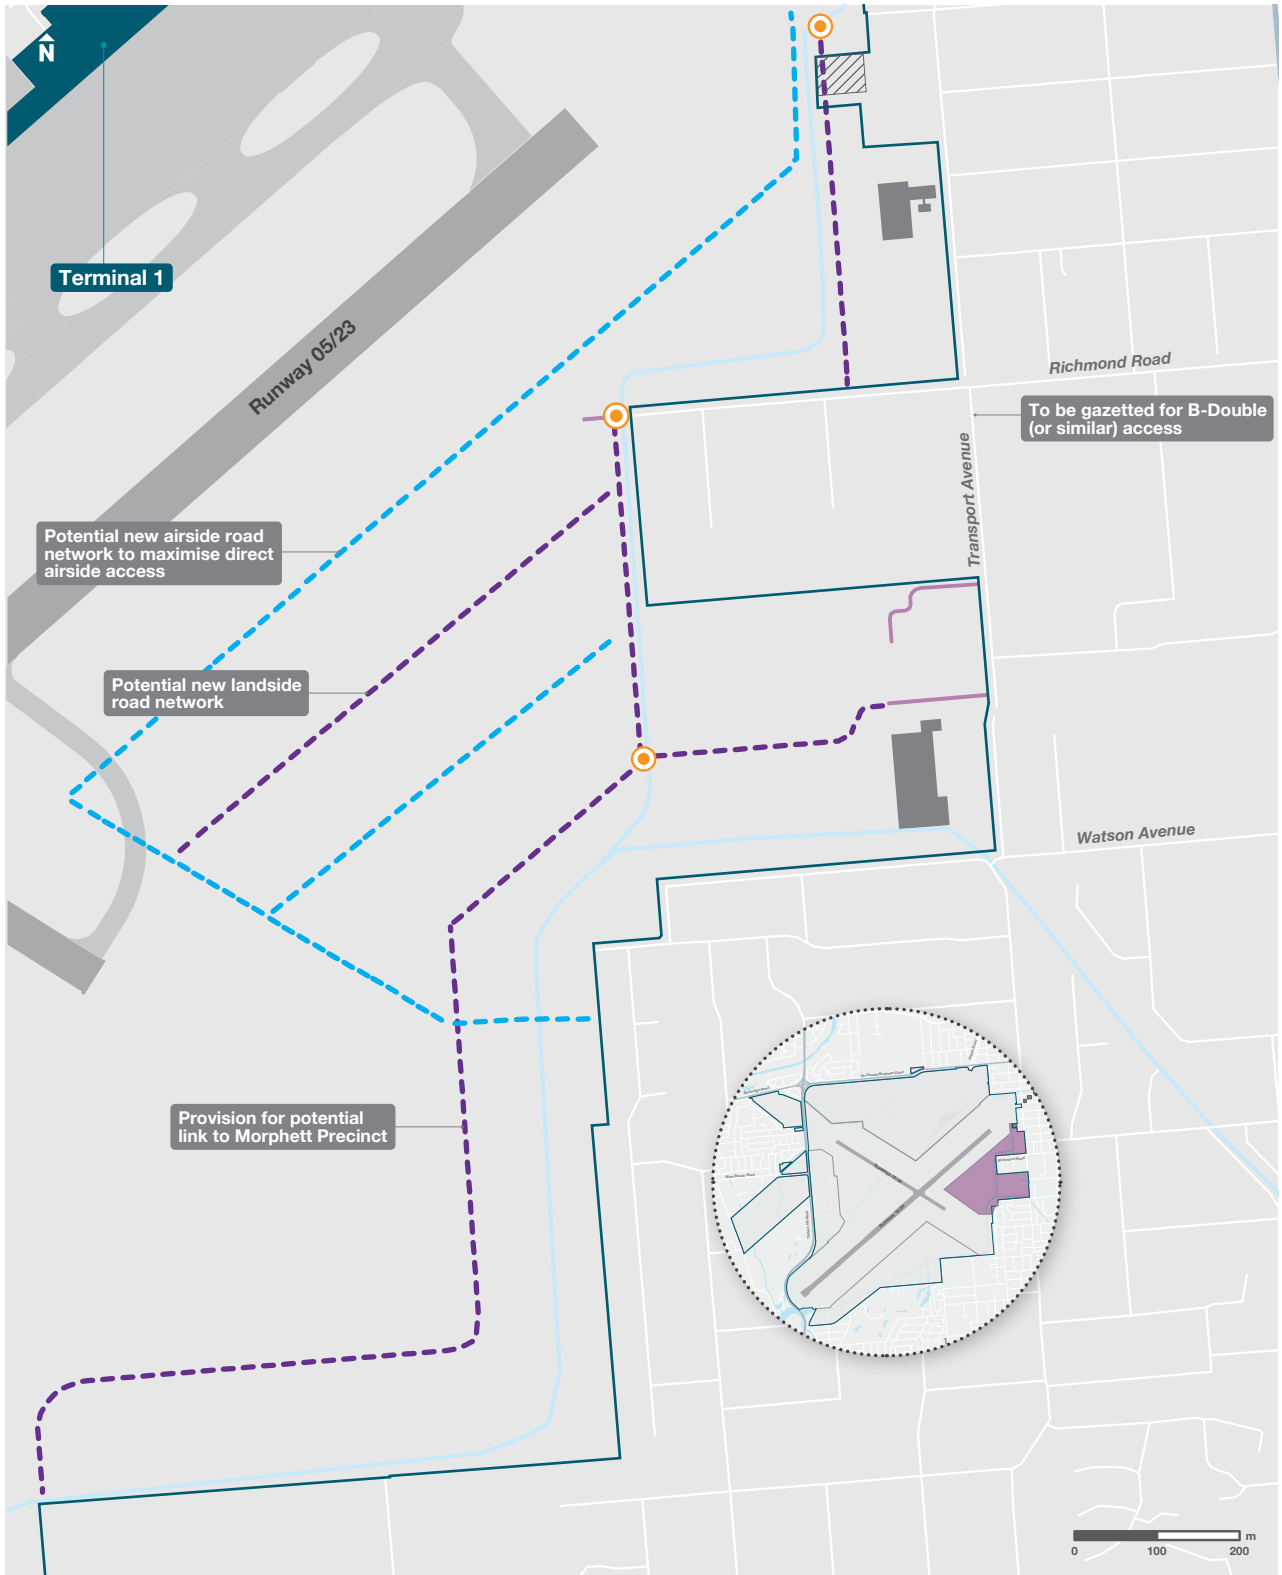 N
Terminal 1
Runway 05/23
Richmond Road
To be gazetted for B-Double
(or similar) access
Transport Avenue
Potential new airside road
network to maximise direct
airside access
Potential new landside
road network
Watson Avenue
Provision for potential
link to Morphett Precinct
m
0 100 200